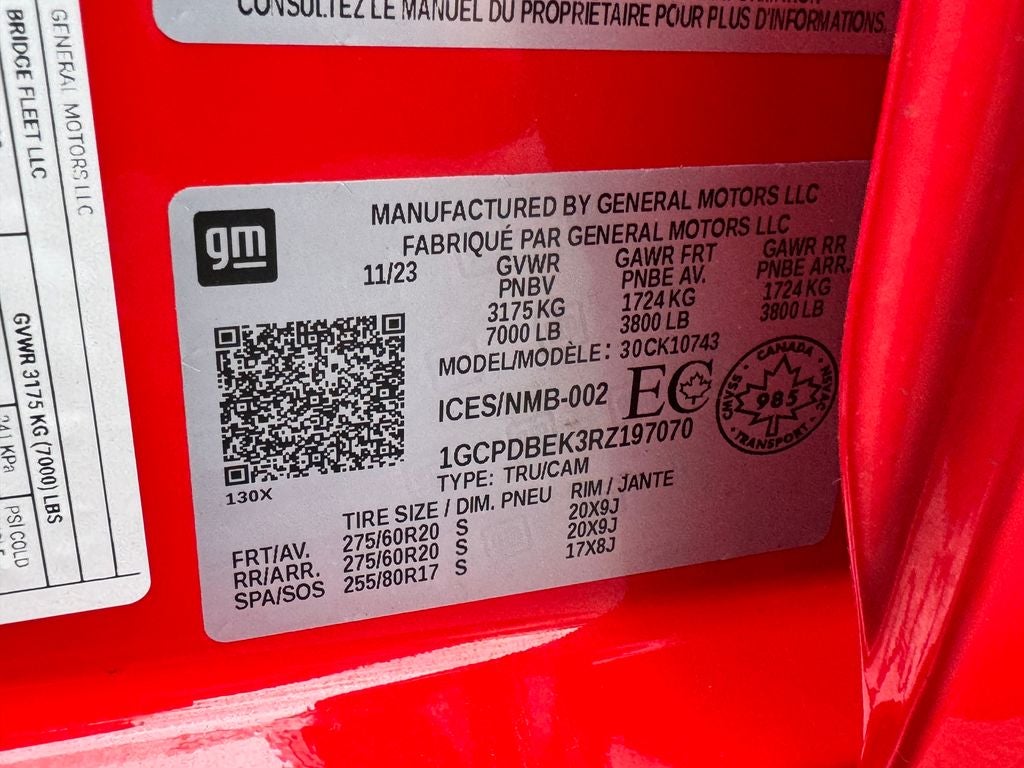 CONSULTEZ LE MANUEL DU PROPRIETAIRE POUR PLUS D'INFORMATIONS.
GENERAL MOTORS LLC
BRIDGE FLEET LLC
GVWR 3175 KG (7000) LBS
241 KPa
PSI COLD
gm
MANUFACTURED BY GENERAL MOTORS LLC
FABRIQUÉ PAR GENERAL MOTORS LLC
11/23 GVWR GAWR FRT GAWR RR
PNBV PNBE AV. PNBE ARR.
3175 KG 1724 KG 1724 KG
7000 LB 3800 LB 3800 LB
MODEL/MODÈLE: 30CK10743
ICES/NMB-002 EC
CANADA
985
TRANSPORT
SSVANC
NSVAC
1GCPDBEK3RZ197070
TYPE: TRU/CAM
130X
TIRE SIZE / DIM. PNEU RIM / JANTE
FRT/AV. 275/60R20 S 20X9J
RR/ARR. 275/60R20 S 20X9J
SPA/SOS 255/80R17 S 17X8J